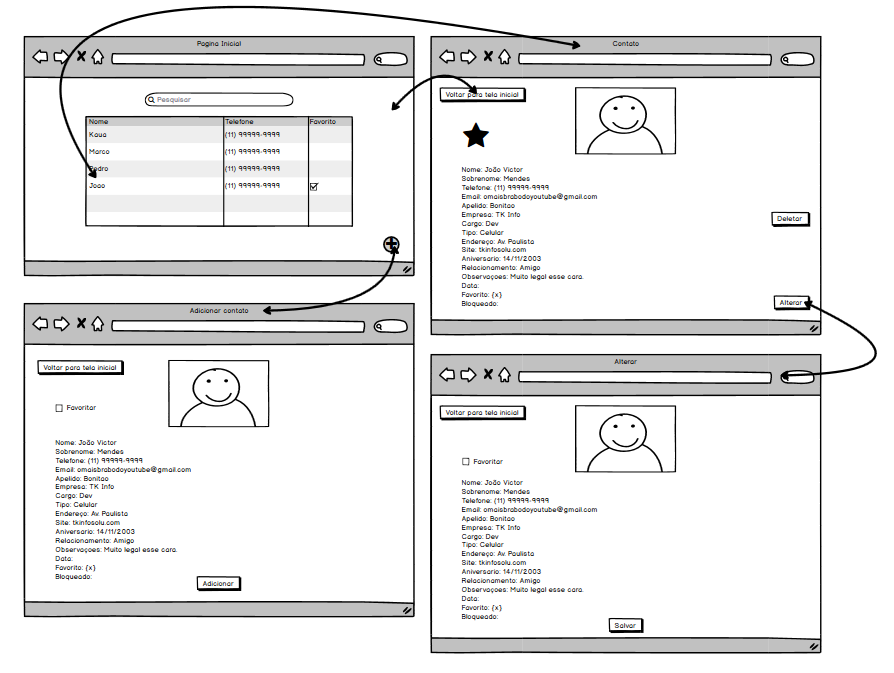 Pagina Inicial
Pesquisar
Nome Telefone Favorito
Kaua (11) 99999-9999
Marco (11) 99999-9999
Pedro (11) 99999-9999
Joao (11) 99999-9999
Contato
Voltar para tela inicial
Nome: João Victor
Sobrenome: Mendes
Telefone: (11) 99999-9999
Email: omaisbrabodoyoutube@gmail.com
Apelido: Bonitao
Empresa: TK Info
Cargo: Dev
Tipo: Celular
Endereço: Av. Paulista
Site: tkinfosolu.com
Aniversario: 14/11/2003
Relacionamento: Amigo
Observaçoes: Muito legal esse cara.
Data:
Favorito: {x}
Bloqueado:
Deletar
Alterar
Adicionar contato
Voltar para tela inicial
Favoritar
Nome: João Victor
Sobrenome: Mendes
Telefone: (11) 99999-9999
Email: omaisbrabodoyoutube@gmail.com
Apelido: Bonitao
Empresa: TK Info
Cargo: Dev
Tipo: Celular
Endereço: Av. Paulista
Site: tkinfosolu.com
Aniversario: 14/11/2003
Relacionamento: Amigo
Observaçoes: Muito legal esse cara.
Data:
Favorito: {x}
Bloqueado:
Adicionar
Alterar
Voltar para tela inicial
Favoritar
Nome: João Victor
Sobrenome: Mendes
Telefone: (11) 99999-9999
Email: omaisbrabodoyoutube@gmail.com
Apelido: Bonitao
Empresa: TK Info
Cargo: Dev
Tipo: Celular
Endereço: Av. Paulista
Site: tkinfosolu.com
Aniversario: 14/11/2003
Relacionamento: Amigo
Observaçoes: Muito legal esse cara.
Data:
Favorito: {x}
Bloqueado:
Salvar